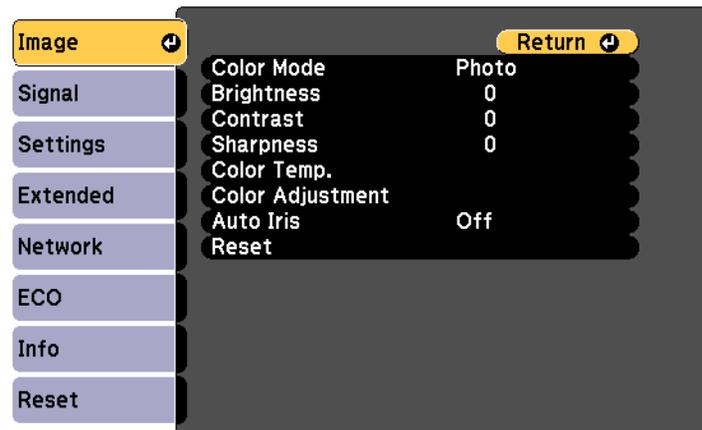 Image
Signal
Settings
Extended
Network
ECO
Info
Reset
Return
Color Mode Photo
Brightness 0
Contrast 0
Sharpness 0
Color Temp.
Color Adjustment
Auto Iris Off
Reset